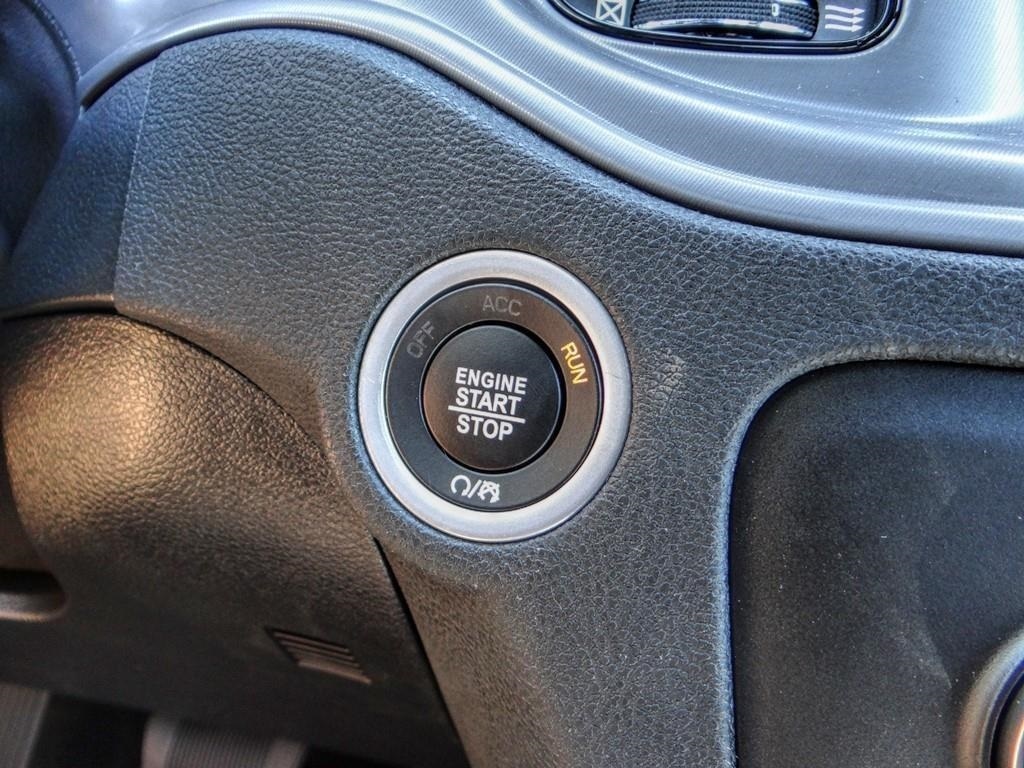 OFF
ACC
RUN
ENGINE
START
STOP